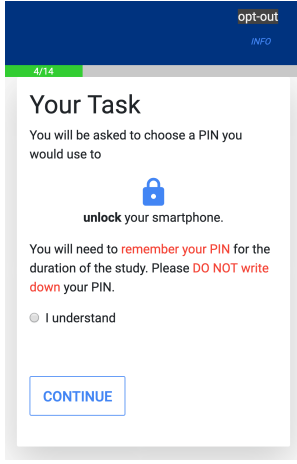 opt-out
INFO
4/14
Your Task
You will be asked to choose a PIN you
would use to
unlock your smartphone.
You will need to remember your PIN for the
duration of the study. Please DO NOT write
down your PIN.
I understand
CONTINUE